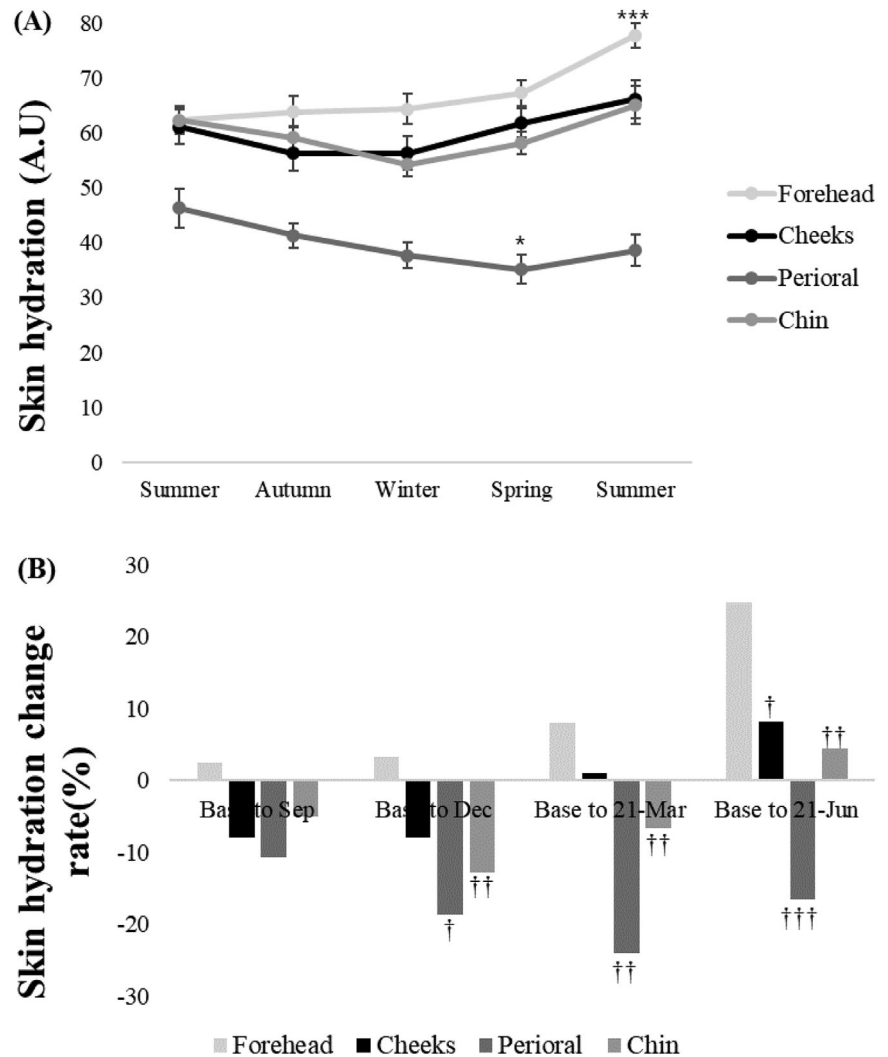 (A)
Skin hydration (A.U)
80
70
60
50
40
30
20
10
0
***
*
Summer Autumn Winter Spring Summer
Forehead
Cheeks
Perioral
Chin
(B)
Skin hydration change
rate(%)
30
20
10
0
-10
-20
-30
Base to Sep Base to Dec Base to 21-Mar Base to 21-Jun
†
††
††
††
†
†††
††
Forehead Cheeks Perioral Chin